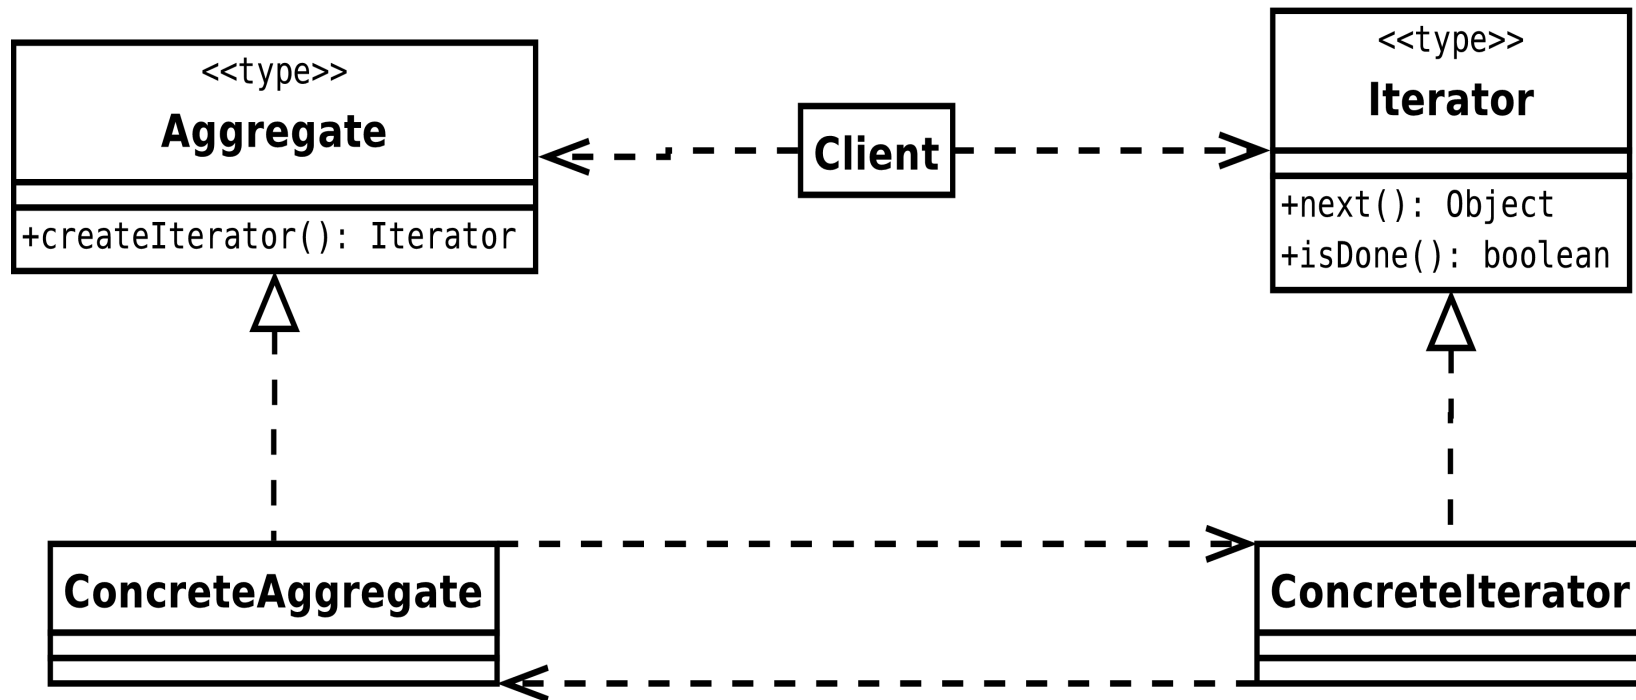 <<type>>
Aggregate
+createIterator(): Iterator
Client
<<type>>
Iterator
+next(): Object
+isDone(): boolean
ConcreteAggregate
ConcreteIterator